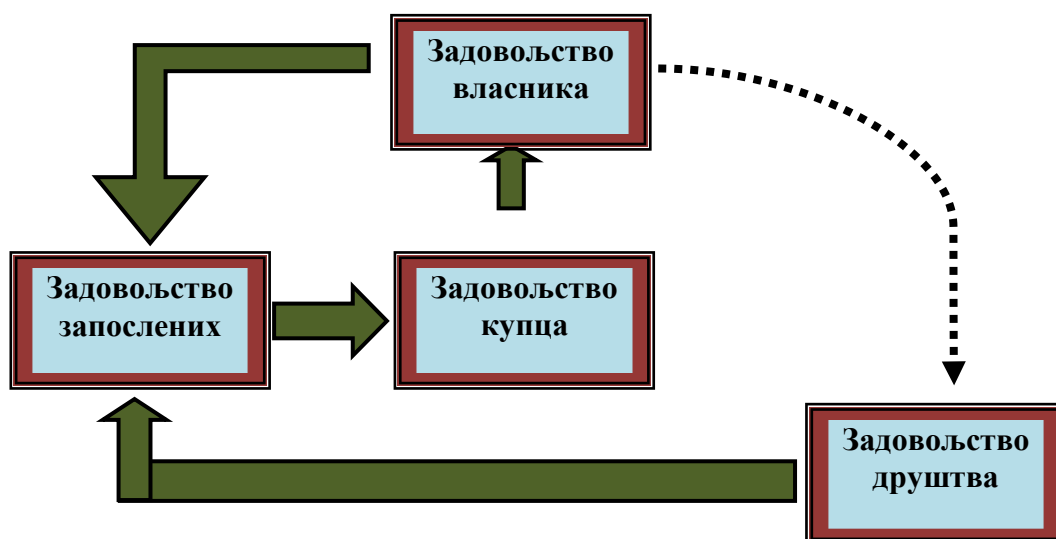 Задовољство
власника
Задовољство
запослених
Задовољство
купца
Задовољство
друштва